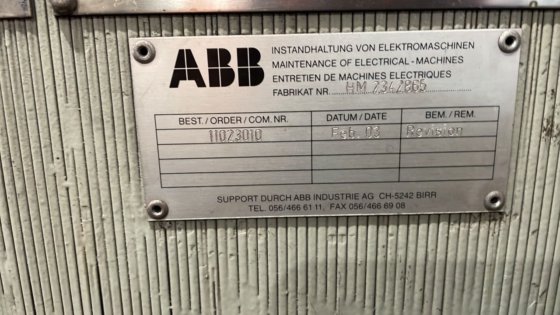 ABB
INSTANDHALTUNG VON ELEKTROMASCHINEN
MAINTENANCE OF ELECTRICAL-MACHINES
ENTRETIEN DE MACHINES ELECTRIQUES
FABRIKAT NR. HM 7342865
BEST. / ORDER / COM. NR. DATUM / DATE BEM. / REM.
11023010 Feb. 03 Revision
SUPPORT DURCH ABB INDUSTRIE AG CH-5242 BIRR
TEL. 056/466 61 11, FAX 056/466 69 08